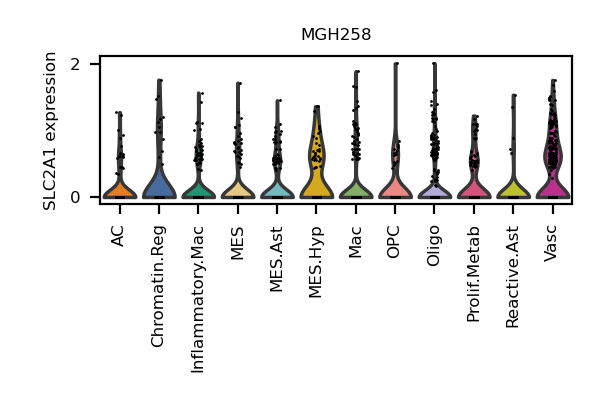 MGH258
SLC2A1 expression
2
0
AC
Chromatin.Reg
Inflammatory.Mac
MES
MES.Ast
MES.Hyp
Mac
OPC
Oligo
Prolif.Metab
Reactive.Ast
Vasc